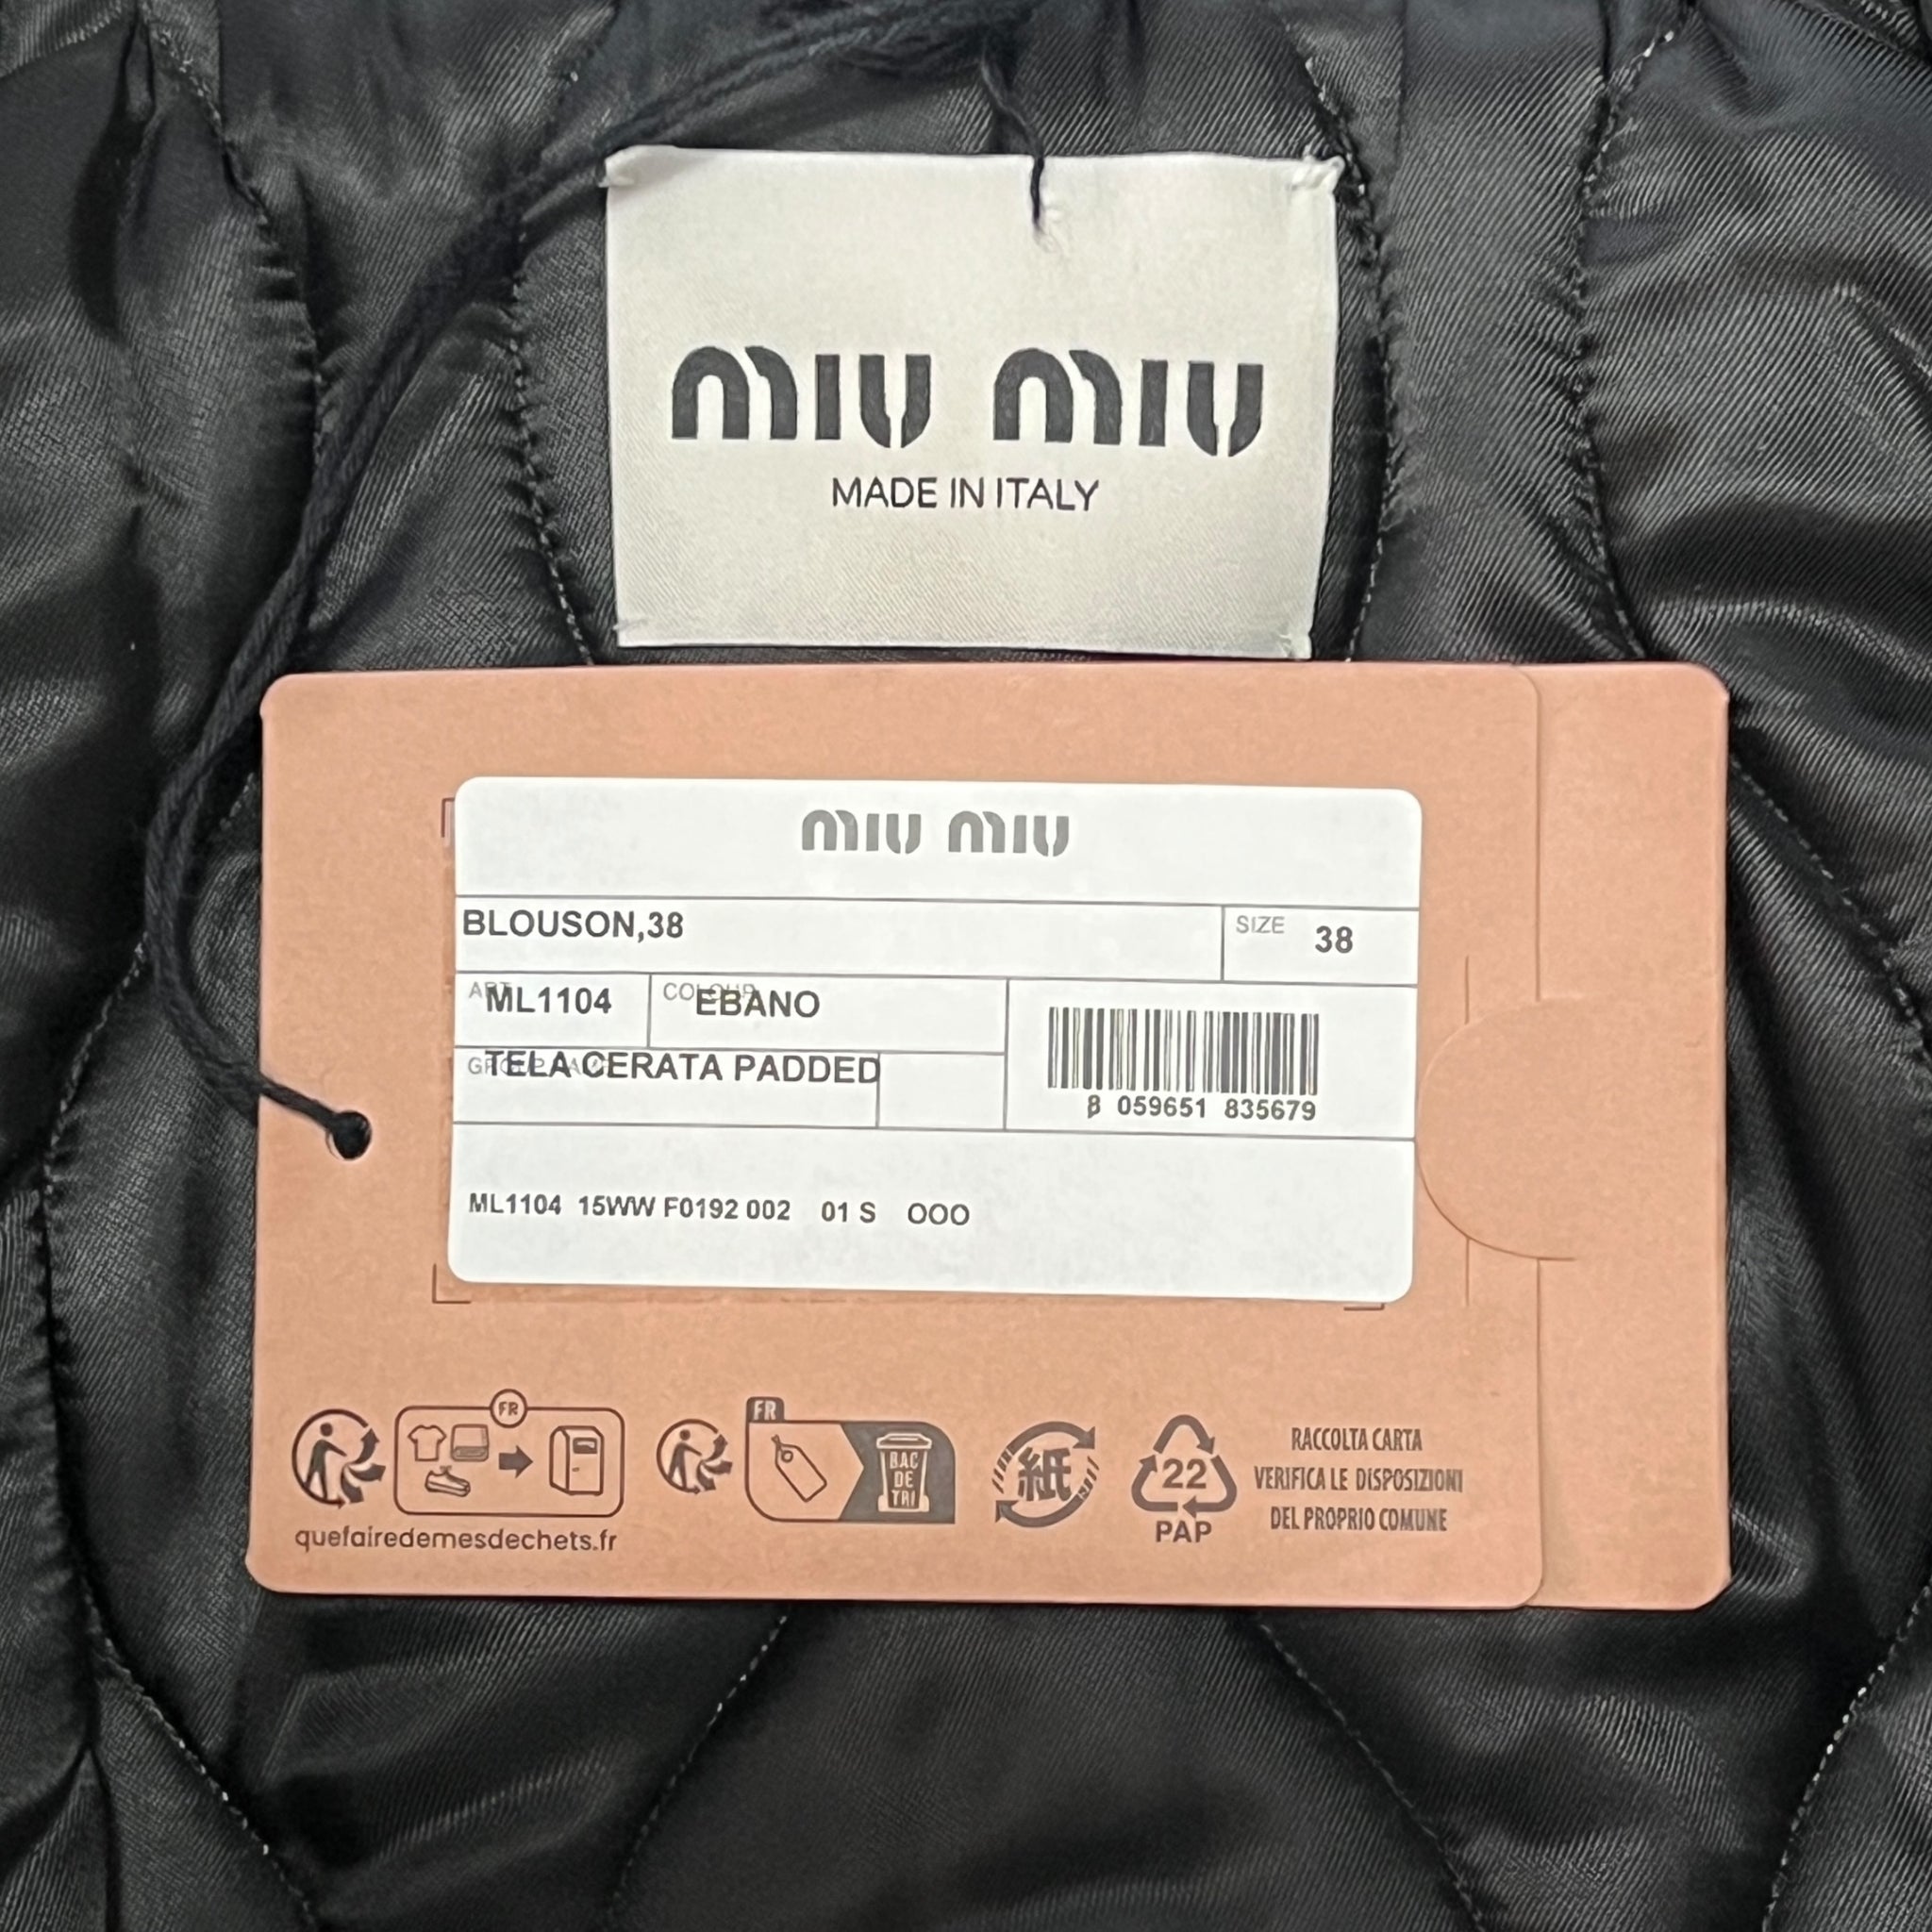 MIU MIU
MADE IN ITALY
MIU MIU
BLOUSON,38
SIZE 38
ART ML1104
COLOUR EBANO
TELA CERATA PADDED
8 059651 835679
ML1104 15WW F0192 002 01 S OOO
FR
FR
BAC
DE
TRI
紙
22
PAP
RACCOLTA CARTA
VERIFICA LE DISPOSIZIONI
DEL PROPRIO COMUNE
quefairedemesdechets.fr